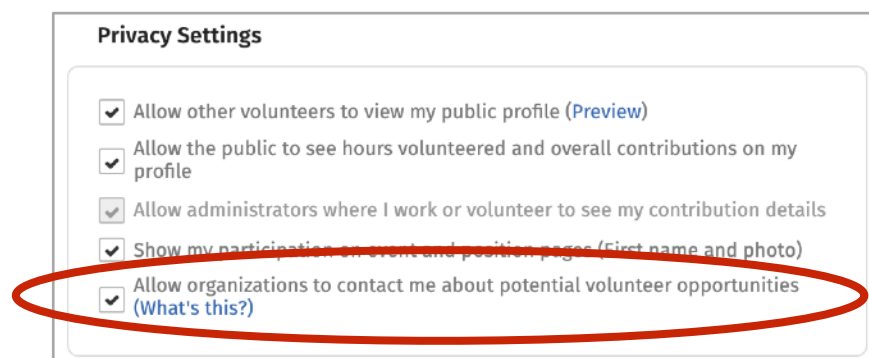 Privacy Settings
Allow other volunteers to view my public profile (Preview)
Allow the public to see hours volunteered and overall contributions on my
profile
Allow administrators where I work or volunteer to see my contribution details
Show my participation on event and position pages (First name and photo)
Allow organizations to contact me about potential volunteer opportunities
(What's this?)